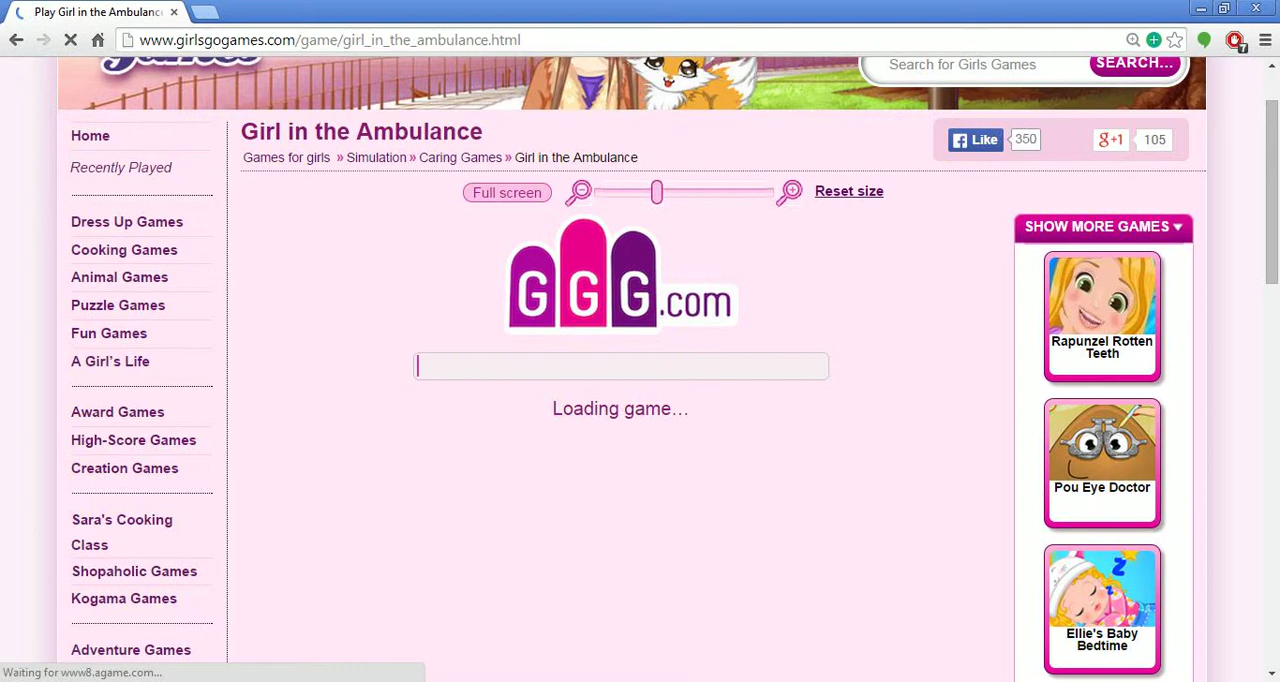 Play Girl in the Ambulanc
www.girlsgogames.com/game/girl_in_the_ambulance.html
7
games
Search for Girls Games
SEARCH...
Home
Recently Played
Dress Up Games
Cooking Games
Animal Games
Puzzle Games
Fun Games
A Girl's Life
Award Games
High-Score Games
Creation Games
Sara's Cooking
Class
Shopaholic Games
Kogama Games
Adventure Games
Girl in the Ambulance
Games for girls » Simulation » Caring Games » Girl in the Ambulance
Like 350
g+1 105
Full screen
Reset size
GGG.com
Loading game...
SHOW MORE GAMES
Rapunzel Rotten
Teeth
Pou Eye Doctor
Z
z
Ellie's Baby
Bedtime
Waiting for www8.agame.com...